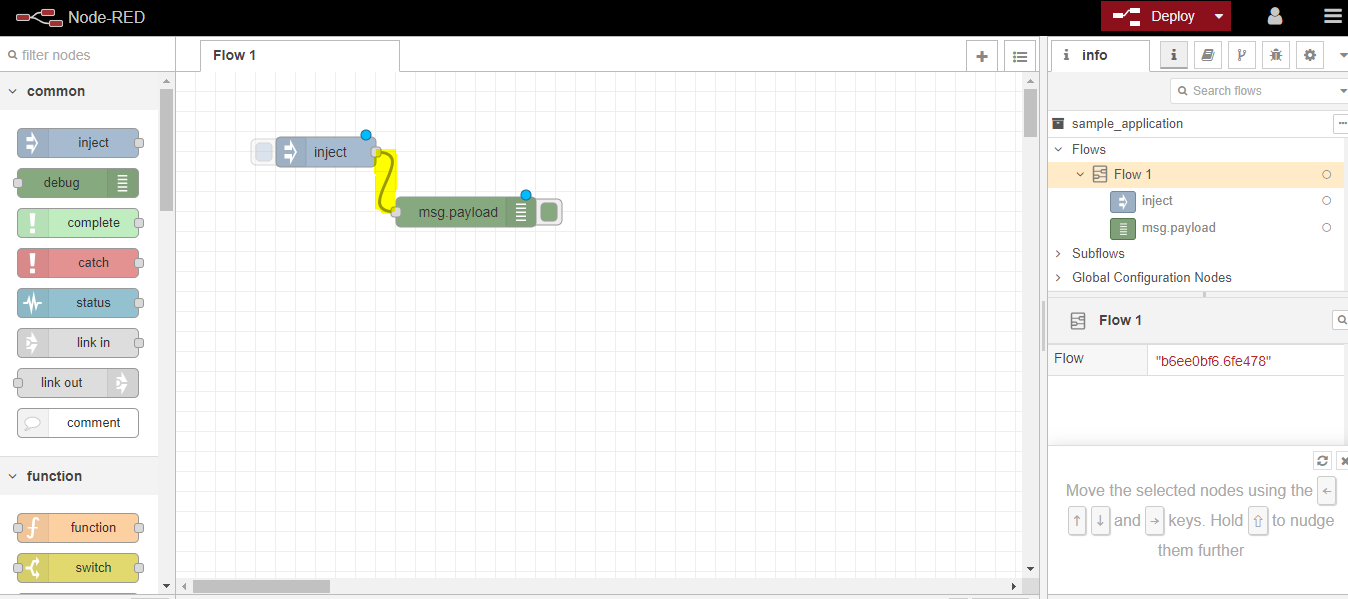 Node-RED
Deploy
filter nodes
Flow 1
info
Search flows
common
inject
debug
complete
catch
status
link in
link out
comment
function
function
switch
inject
msg.payload
sample_application
Flows
Flow 1
inject
msg.payload
Subflows
Global Configuration Nodes
Flow 1
Flow "b6ee0bf6.6fe478"
Move the selected nodes using the ←
↑ ↓ and → keys. Hold ⇧ to nudge
them further